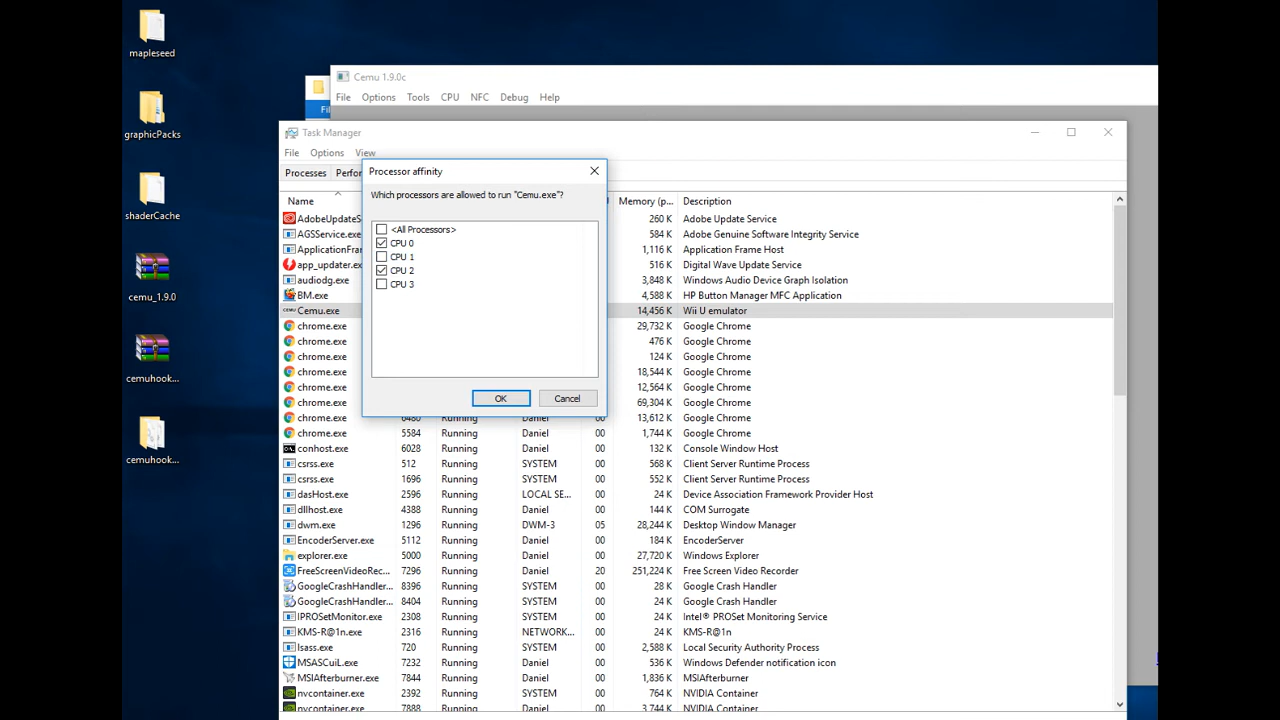 mapleseed
graphicPacks
shaderCache
cemu_1.9.0
cemuhook...
cemuhook...
Cemu 1.9.0c
File Options Tools CPU NFC Debug Help
Task Manager
File Options View
Processes Perfor
Processor affinity
Which processors are allowed to run "Cemu.exe"?
<All Processors>
CPU 0
CPU 1
CPU 2
CPU 3
OK Cancel
Name Memory (p... Description
AdobeUpdateS 260 K Adobe Update Service
AGSService.exe 584 K Adobe Genuine Software Integrity Service
ApplicationFram 1,116 K Application Frame Host
app_updater.ex 516 K Digital Wave Update Service
audiodg.exe 3,848 K Windows Audio Device Graph Isolation
BM.exe 4,588 K HP Button Manager MFC Application
Cemu.exe 14,456 K Wii U emulator
chrome.exe 29,732 K Google Chrome
chrome.exe 476 K Google Chrome
chrome.exe 124 K Google Chrome
chrome.exe 18,544 K Google Chrome
chrome.exe 12,564 K Google Chrome
chrome.exe 69,304 K Google Chrome
chrome.exe 6480 Running Daniel 00 13,612 K Google Chrome
chrome.exe 5584 Running Daniel 00 1,744 K Google Chrome
conhost.exe 6028 Running Daniel 00 132 K Console Window Host
csrss.exe 512 Running SYSTEM 00 568 K Client Server Runtime Process
csrss.exe 1696 Running SYSTEM 00 552 K Client Server Runtime Process
dasHost.exe 2596 Running LOCAL SE... 00 24 K Device Association Framework Provider Host
dllhost.exe 4388 Running Daniel 00 144 K COM Surrogate
dwm.exe 1296 Running DWM-3 05 28,244 K Desktop Window Manager
EncoderServer.exe 5112 Running Daniel 00 184 K EncoderServer
explorer.exe 5000 Running Daniel 00 27,720 K Windows Explorer
FreeScreenVideoRec... 7296 Running Daniel 20 251,224 K Free Screen Video Recorder
GoogleCrashHandler... 8396 Running SYSTEM 00 28 K Google Crash Handler
GoogleCrashHandler... 8404 Running SYSTEM 00 24 K Google Crash Handler
IPROSetMonitor.exe 2308 Running SYSTEM 00 24 K Intel® PROSet Monitoring Service
KMS-R@1n.exe 2316 Running NETWORK... 00 24 K KMS-R@1n
lsass.exe 720 Running SYSTEM 00 2,588 K Local Security Authority Process
MSASCuiL.exe 7232 Running Daniel 00 536 K Windows Defender notification icon
MSIAfterburner.exe 7844 Running Daniel 00 1,836 K MSIAfterburner
nvcontainer.exe 2392 Running SYSTEM 00 764 K NVIDIA Container
nvcontainer.exe 7888 Running Daniel 00 3,744 K NVIDIA Container